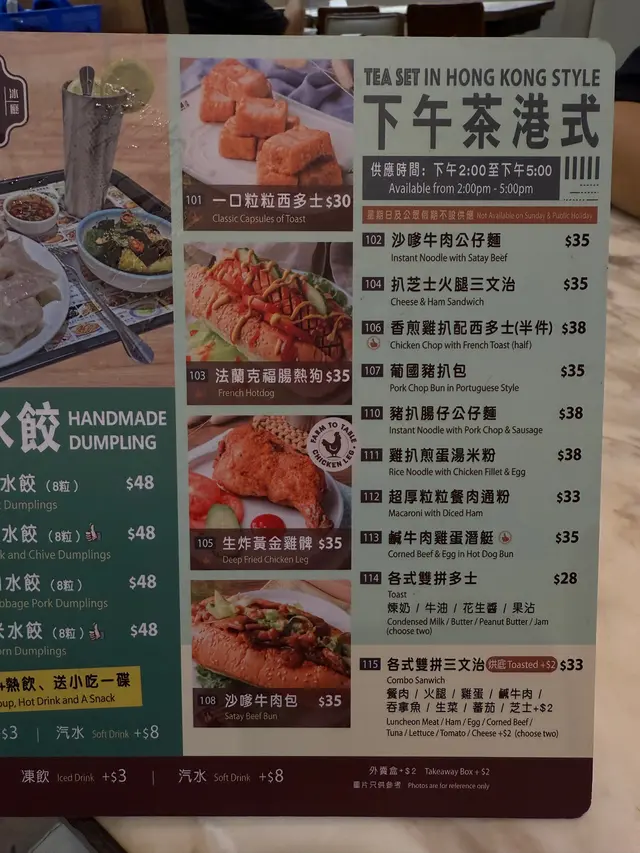 冰廳
水餃 HANDMADE
DUMPLING
水餃（8粒） $48
Dumplings
水餃（8粒） $48
k and Chive Dumplings
水餃（8粒） $48
bbage Pork Dumplings
水餃（8粒） $48
orn Dumplings
+熱飲、送小吃一碟
oup, Hot Drink and A Snack
$3 | 汽水 Soft Drink +$8
凍飲 Iced Drink +$3 | 汽水 Soft Drink +$8
101 一口粒粒西多士 $30
Classic Capsules of Toast
103 法蘭克福腸熱狗 $35
French Hotdog
FARM TO TABLE
CHICKEN LEG
105 生炸黃金雞髀 $35
Deep Fried Chicken Leg
108 沙嗲牛肉包 $35
Satay Beef Bun
TEA SET IN HONG KONG STYLE
下午茶港式
供應時間：下午2:00至下午5:00
Available from 2:00pm - 5:00pm
星期日及公眾假期不設供應 Not Available on Sunday & Public Holiday
102 沙嗲牛肉公仔麵 $35
Instant Noodle with Satay Beef
104 扒芝士火腿三文治 $35
Cheese & Ham Sandwich
106 香煎雞扒配西多士(半件) $38
Chicken Chop with French Toast (half)
107 葡國豬扒包 $35
Pork Chop Bun in Portuguese Style
110 豬扒腸仔公仔麵 $38
Instant Noodle with Pork Chop & Sausage
111 雞扒煎蛋湯米粉 $38
Rice Noodle with Chicken Fillet & Egg
112 超厚粒粒餐肉通粉 $33
Macaroni with Diced Ham
113 鹹牛肉雞蛋潛艇 $35
Corned Beef & Egg in Hot Dog Bun
114 各式雙拼多士 $28
Toast
煉奶 / 牛油 / 花生醬 / 果沾
Condensed Milk / Butter / Peanut Butter / Jam
(choose two)
115 各式雙拼三文治 烘底 Toasted +$2 $33
Combo Sanwich
餐肉 / 火腿 / 雞蛋 / 鹹牛肉 /
吞拿魚 / 生菜 / 蕃茄 / 芝士+$2
Luncheon Meat / Ham / Egg / Corned Beef /
Tuna / Lettuce / Tomato / Cheese +$2 (choose two)
外賣盒+$2 Takeaway Box + $2
圖片只供參考 Photos are for reference only